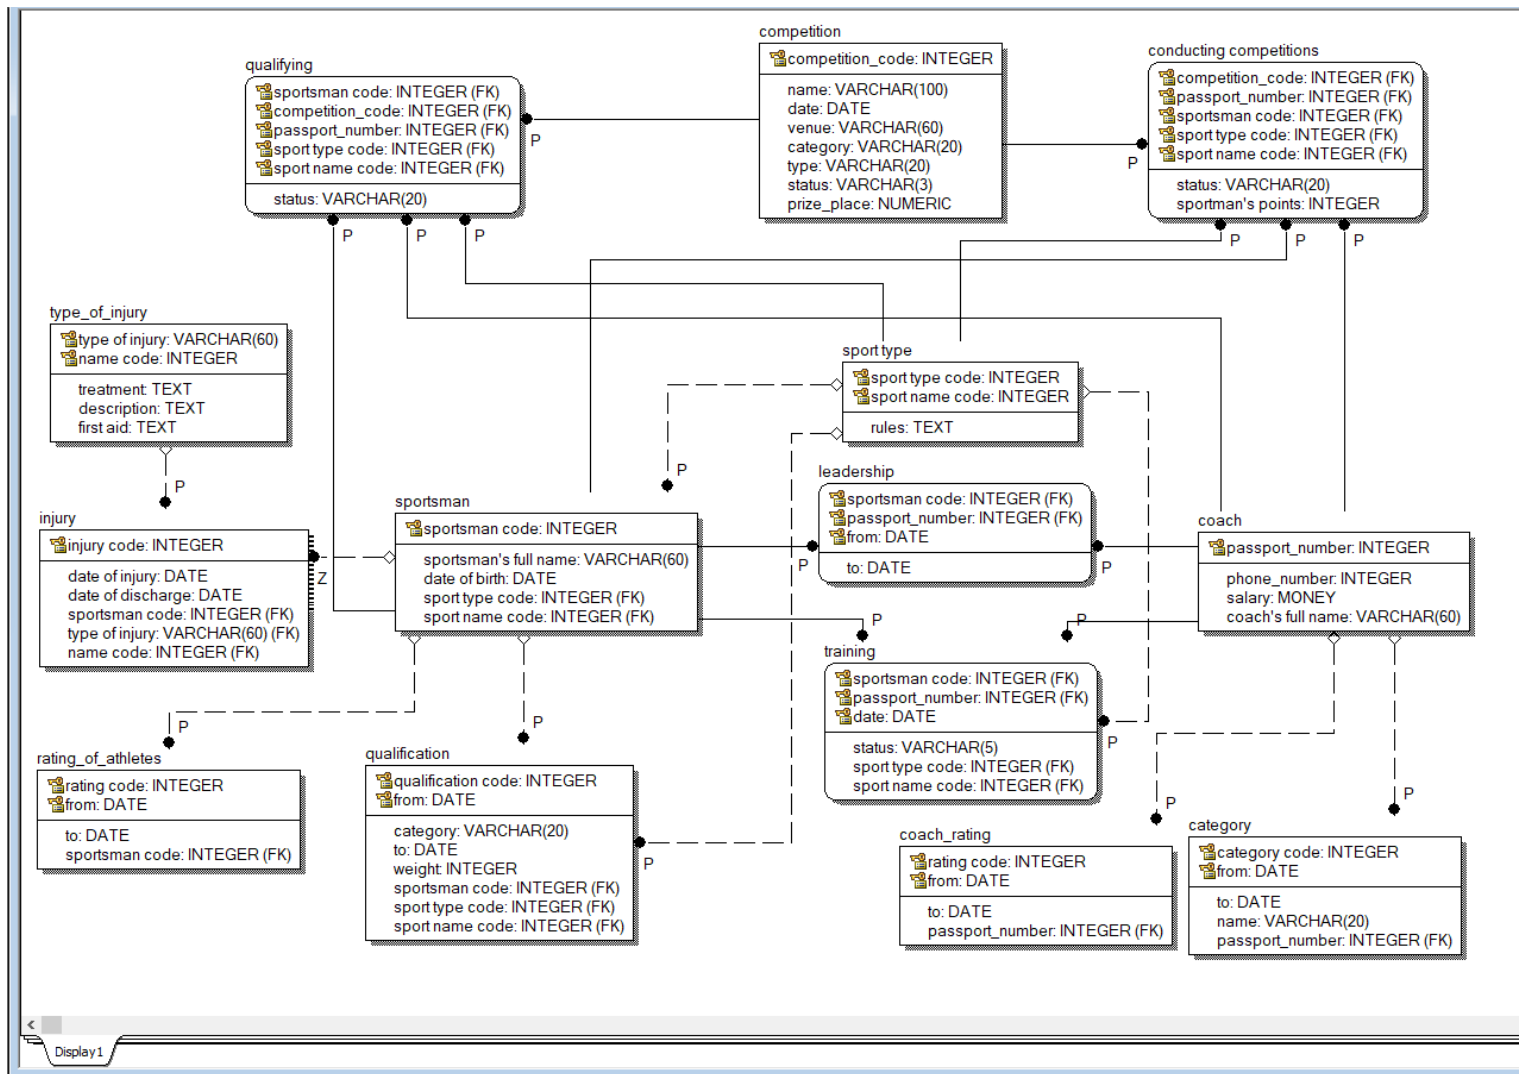 competition
competition_code: INTEGER
name: VARCHAR(100)
date: DATE
venue: VARCHAR(60)
category: VARCHAR(20)
type: VARCHAR(20)
status: VARCHAR(3)
prize_place: NUMERIC
qualifying
sportsman code: INTEGER (FK)
competition_code: INTEGER (FK)
passport_number: INTEGER (FK)
sport type code: INTEGER (FK)
sport name code: INTEGER (FK)
status: VARCHAR(20)
conducting competitions
competition_code: INTEGER (FK)
passport_number: INTEGER (FK)
sportsman code: INTEGER (FK)
sport type code: INTEGER (FK)
sport name code: INTEGER (FK)
status: VARCHAR(20)
sportman's points: INTEGER
P
P
P
P
P
P
P
P
type_of_injury
type of injury: VARCHAR(60)
name code: INTEGER
treatment: TEXT
description: TEXT
first aid: TEXT
P
sport type
sport type code: INTEGER
sport name code: INTEGER
rules: TEXT
P
injury
injury code: INTEGER
date of injury: DATE
date of discharge: DATE
sportsman code: INTEGER (FK)
type of injury: VARCHAR(60) (FK)
name code: INTEGER (FK)
Z
sportsman
sportsman code: INTEGER
sportsman's full name: VARCHAR(60)
date of birth: DATE
sport type code: INTEGER (FK)
sport name code: INTEGER (FK)
leadership
sportsman code: INTEGER (FK)
passport_number: INTEGER (FK)
from: DATE
to: DATE
P
P
coach
passport_number: INTEGER
phone_number: INTEGER
salary: MONEY
coach's full name: VARCHAR(60)
P
P
training
sportsman code: INTEGER (FK)
passport_number: INTEGER (FK)
date: DATE
status: VARCHAR(5)
sport type code: INTEGER (FK)
sport name code: INTEGER (FK)
P
P
P
rating_of_athletes
rating code: INTEGER
from: DATE
to: DATE
sportsman code: INTEGER (FK)
qualification
qualification code: INTEGER
from: DATE
category: VARCHAR(20)
to: DATE
weight: INTEGER
sportsman code: INTEGER (FK)
sport type code: INTEGER (FK)
sport name code: INTEGER (FK)
P
P
P
coach_rating
rating code: INTEGER
from: DATE
to: DATE
passport_number: INTEGER (FK)
category
category code: INTEGER
from: DATE
to: DATE
name: VARCHAR(20)
passport_number: INTEGER (FK)
Display1